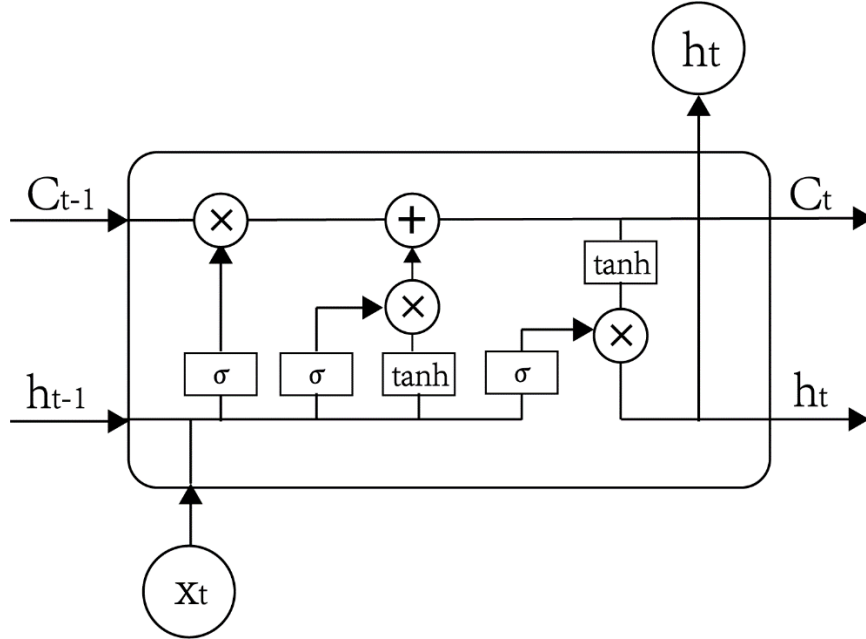 ht
Ct-1
×
+
Ct
tanh
×
×
σ
σ
tanh
σ
ht-1
ht
xt